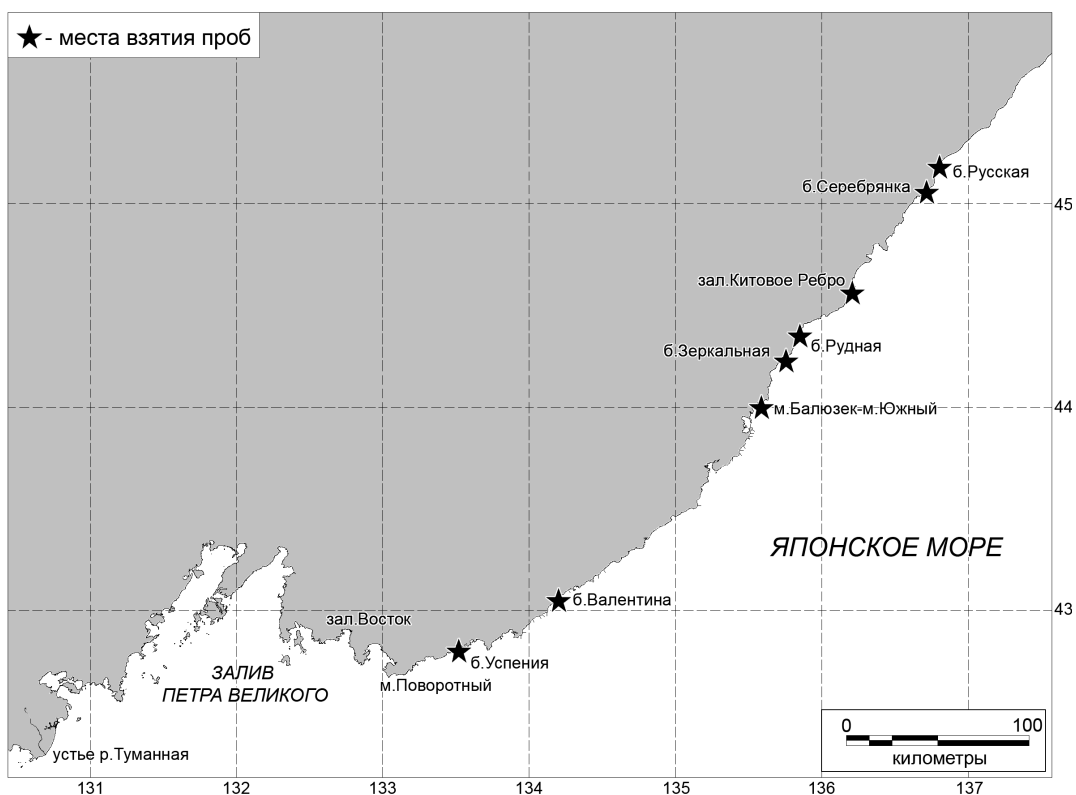 ★- места взятия проб
б.Русская
б.Серебрянка
45
зал.Китовое Ребро
б.Рудная
б.Зеркальная
м.Балюзек-м.Южный
44
ЯПОНСКОЕ МОРЕ
б.Валентина
43
зал.Восток
б.Успения
ЗАЛИВ
ПЕТРА ВЕЛИКОГО
м.Поворотный
0 100
километры
устье р.Туманная
131 132 133 134 135 136 137